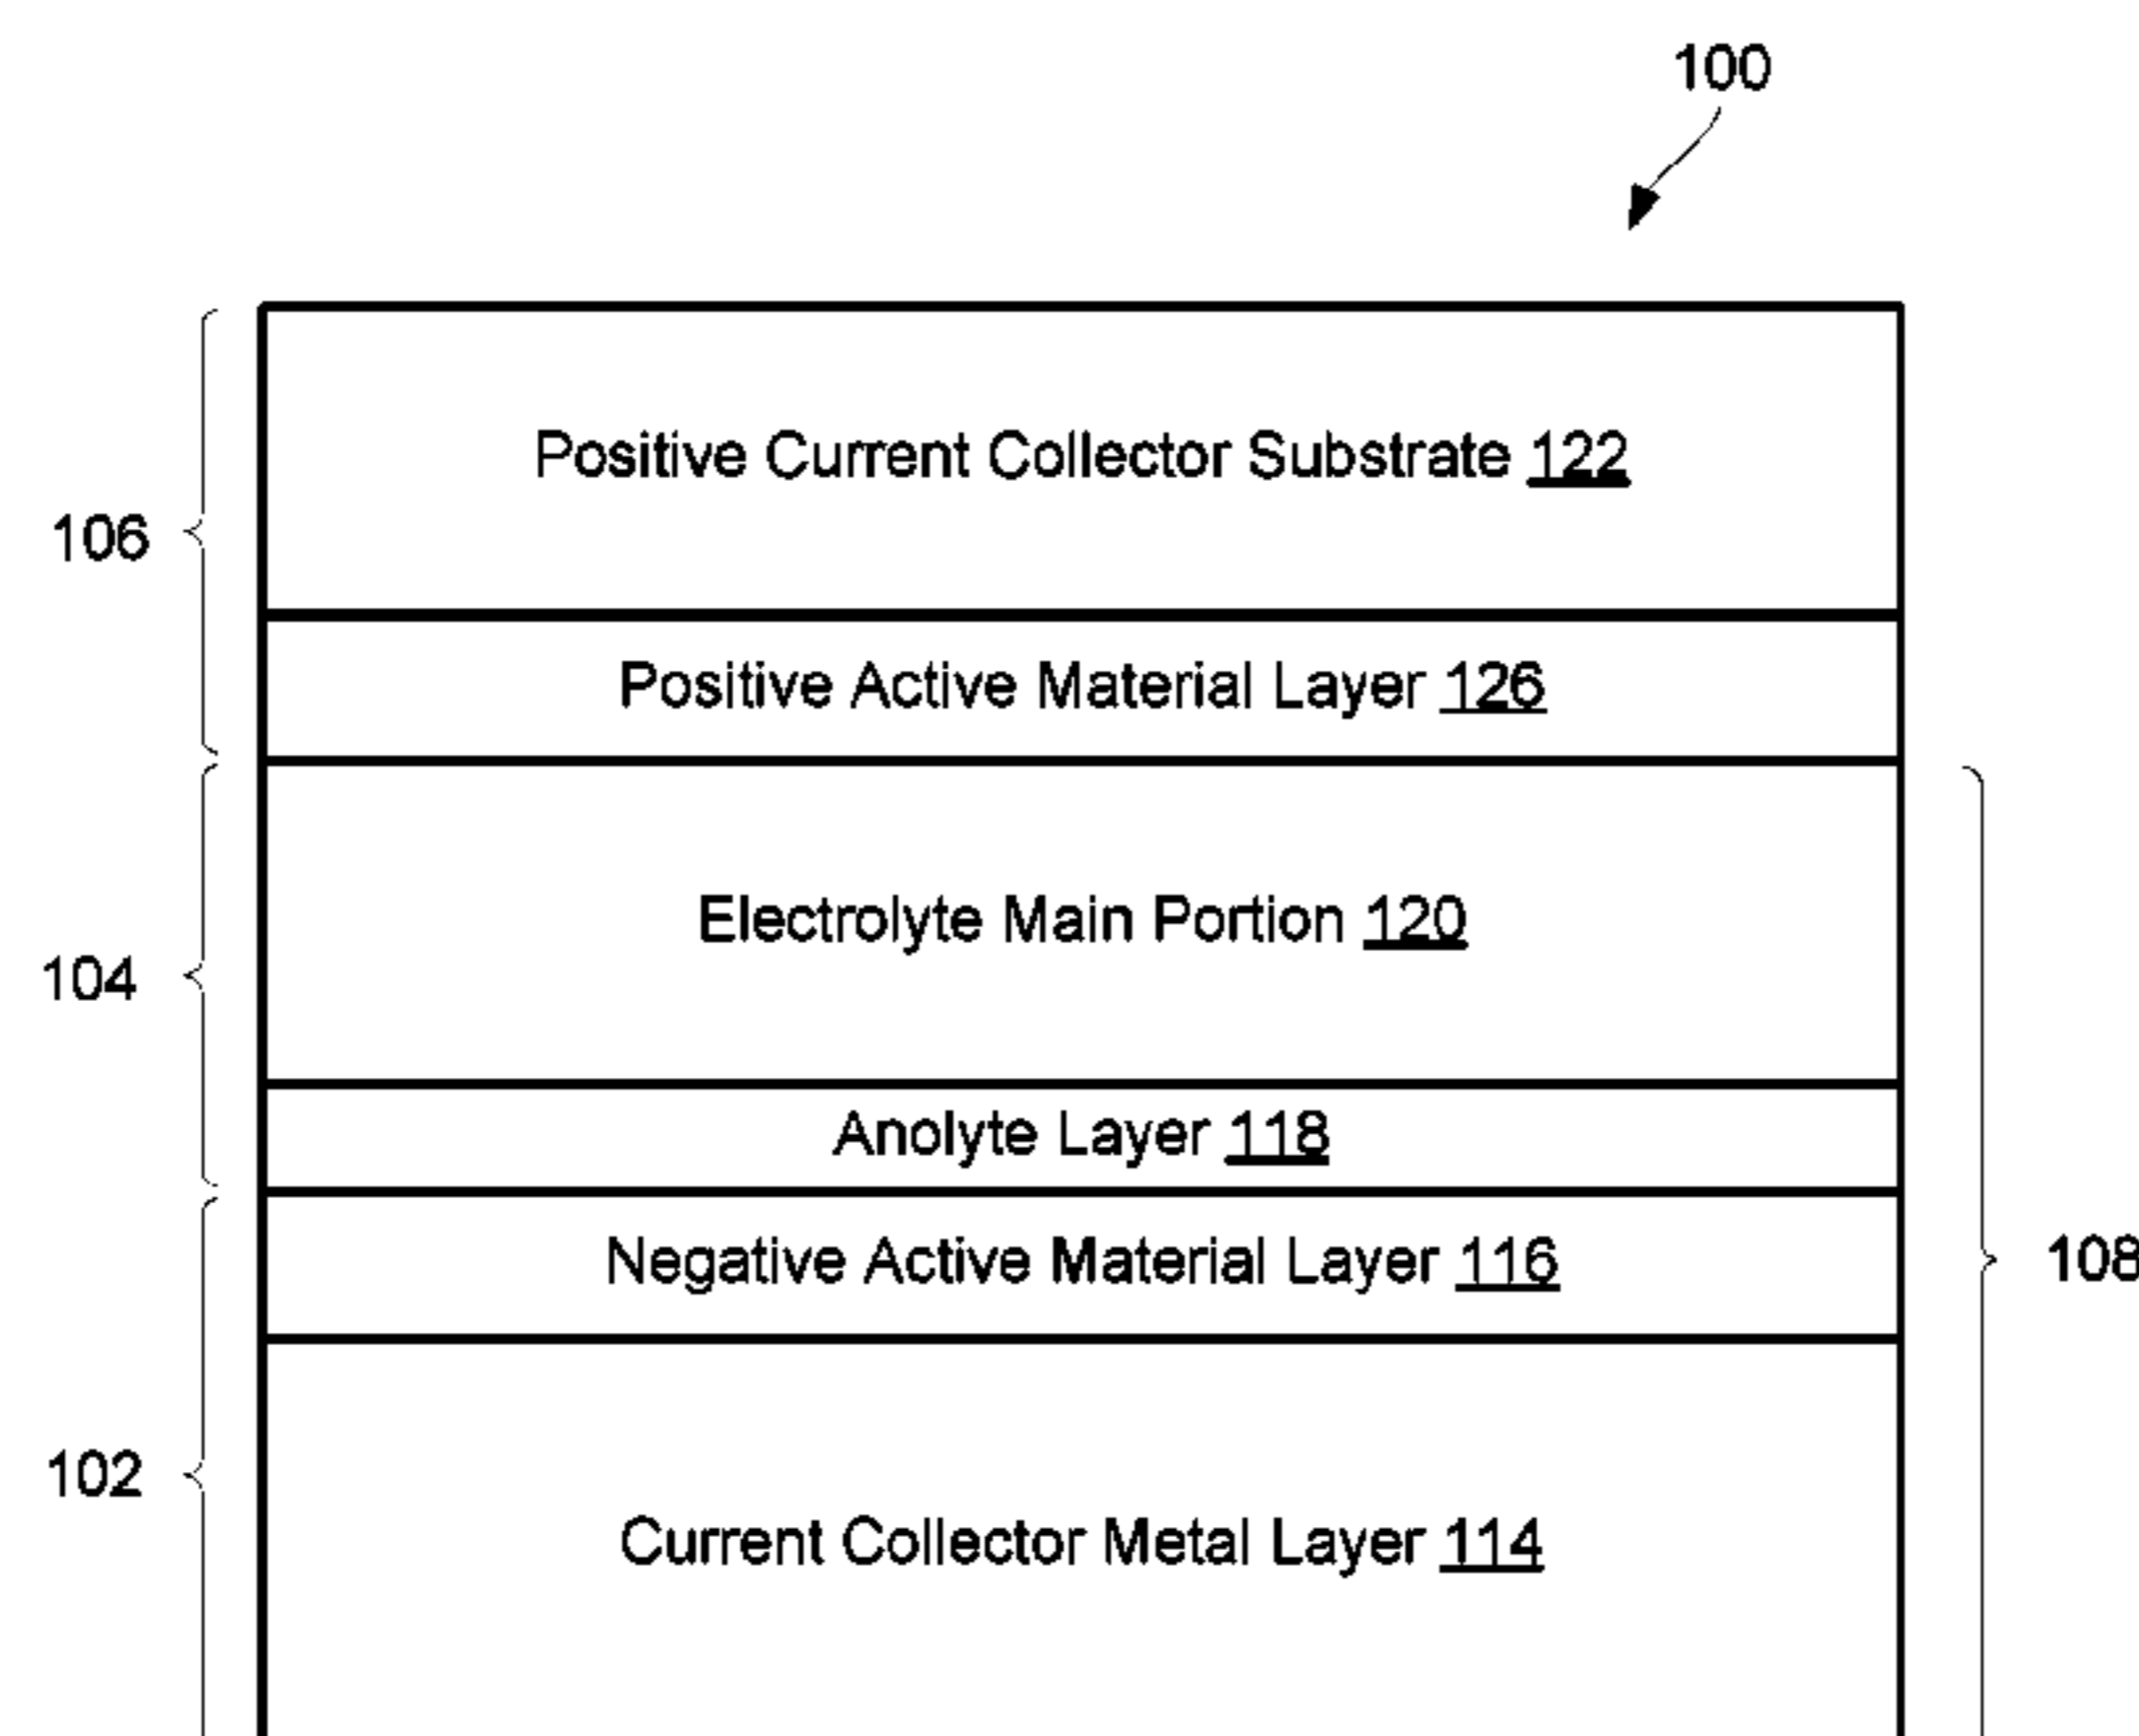 100
Positive Current Collector Substrate 122
106
Positive Active Material Layer 126
Electrolyte Main Portion 120
104
Anolyte Layer 118
Negative Active Material Layer 116
108
102
Current Collector Metal Layer 114